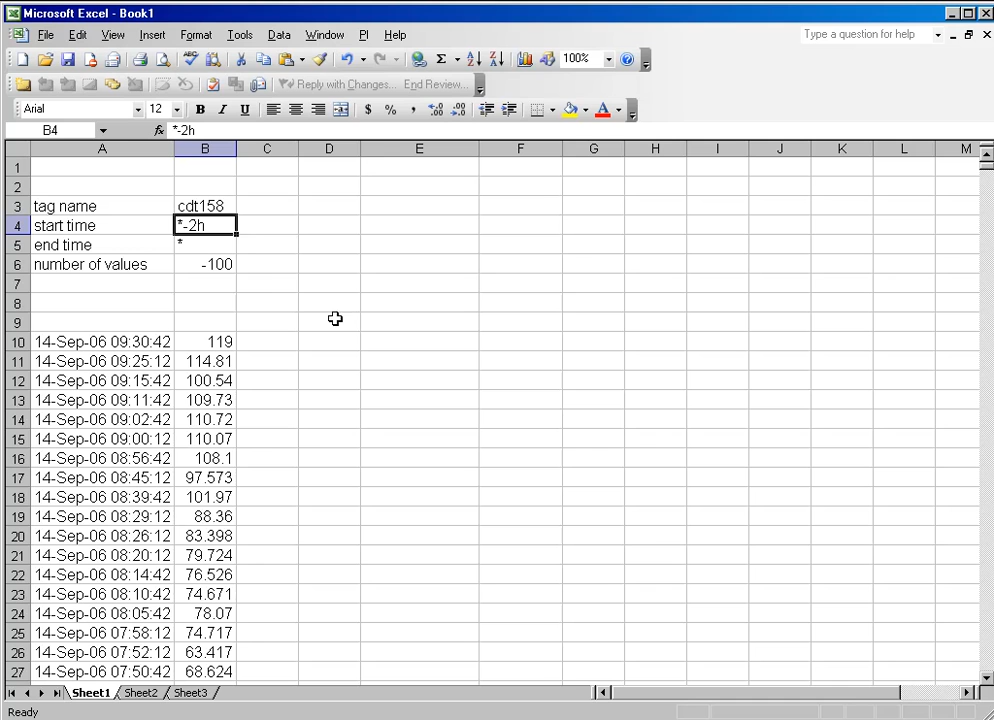 Microsoft Excel - Book1
File Edit View Insert Format Tools Data Window PI Help Type a question for help
100%
Reply with Changes... End Review...
Arial 12 B I U $ % ,
B4 fx *-2h
A B C D E F G H I J K L M
1
2
3 tag name cdt158
4 start time *-2h
5 end time *
6 number of values -100
7
8
9
10 14-Sep-06 09:30:42 119
11 14-Sep-06 09:25:12 114.81
12 14-Sep-06 09:15:42 100.54
13 14-Sep-06 09:11:42 109.73
14 14-Sep-06 09:02:42 110.72
15 14-Sep-06 09:00:12 110.07
16 14-Sep-06 08:56:42 108.1
17 14-Sep-06 08:45:12 97.573
18 14-Sep-06 08:39:42 101.97
19 14-Sep-06 08:29:12 88.36
20 14-Sep-06 08:26:12 83.398
21 14-Sep-06 08:20:12 79.724
22 14-Sep-06 08:14:42 76.526
23 14-Sep-06 08:10:42 74.671
24 14-Sep-06 08:05:42 78.07
25 14-Sep-06 07:58:12 74.717
26 14-Sep-06 07:52:12 63.417
27 14-Sep-06 07:50:42 68.624
Sheet1 Sheet2 Sheet3
Ready